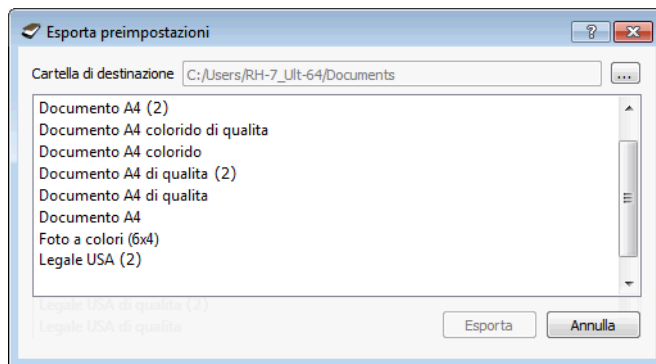 Esporta preimpostazioni
Cartella di destinazione C:/Users/RH-7_Ult-64/Documents ...
Documento A4 (2)
Documento A4 colorido di qualita
Documento A4 colorido
Documento A4 di qualita (2)
Documento A4 di qualita
Documento A4
Foto a colori (6x4)
Legale USA (2)
Legale USA di qualita (2)
Legale USA di qualita
Esporta Annulla